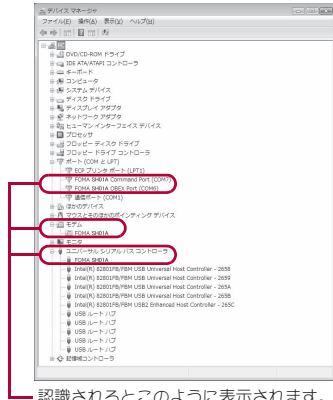 デバイス マネージャ
ファイル(F) 操作(A) 表示(V) ヘルプ(H)
DVD/CD-ROM ドライブ
IDE ATA/ATAPI コントローラ
キーボード
コンピュータ
システム デバイス
ディスク ドライブ
ディスプレイ アダプタ
ネットワーク アダプタ
ヒューマン インターフェイス デバイス
プロセッサ
フロッピー ディスク ドライブ
フロッピー ドライブ コントローラ
ポート (COM と LPT)
ECP プリンタ ポート (LPT1)
FOMA SH01A Command Port (COM7)
FOMA SH01A OBEX Port (COM6)
通信ポート (COM1)
ほかのデバイス
マウスとそのほかのポインティング デバイス
モデム
FOMA SH01A
モニタ
ユニバーサル シリアル バス コントローラ
FOMA SH01A
Intel(R) 82801FB/FBM USB Universal Host Controller - 2658
Intel(R) 82801FB/FBM USB Universal Host Controller - 2659
Intel(R) 82801FB/FBM USB Universal Host Controller - 265A
Intel(R) 82801FB/FBM USB Universal Host Controller - 265B
Intel(R) 82801FB/FBM USB2 Enhanced Host Controller - 265C
USB ルート ハブ
USB ルート ハブ
USB ルート ハブ
USB ルート ハブ
USB ルート ハブ
記憶域コントローラ
認識されるとこのように表示されます。